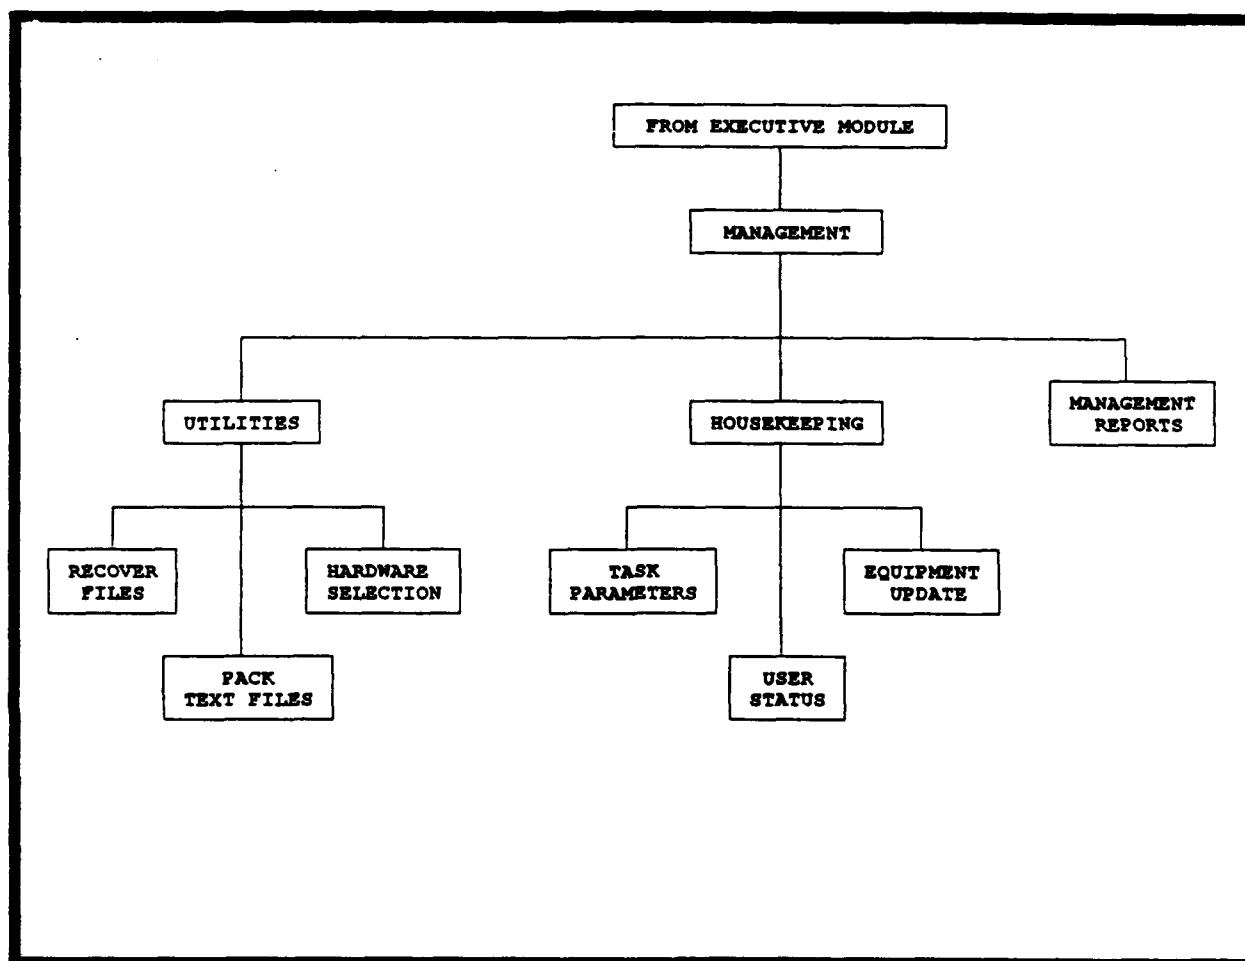 FROM EXECUTIVE MODULE
MANAGEMENT
UTILITIES
HOUSEKEEPING
MANAGEMENT
REPORTS
RECOVER
FILES
HARDWARE
SELECTION
TASK
PARAMETERS
EQUIPMENT
UPDATE
PACK
TEXT FILES
USER
STATUS